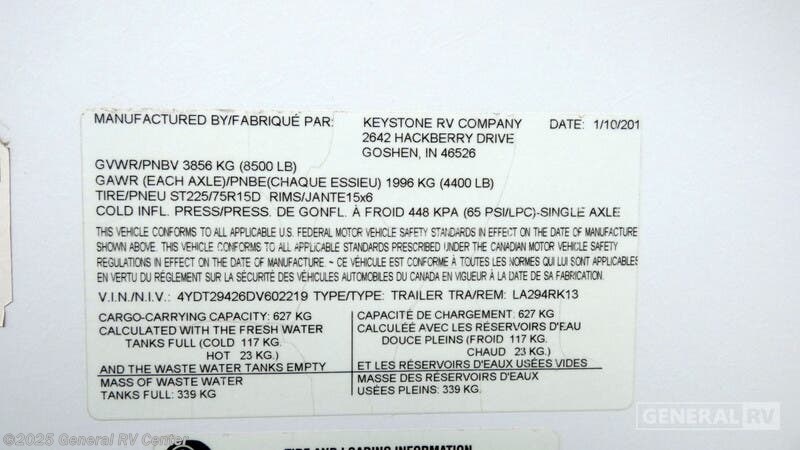 MANUFACTURED BY/FABRIQUÉ PAR: KEYSTONE RV COMPANY DATE: 1/10/201
2642 HACKBERRY DRIVE
GOSHEN, IN 46526
GVWR/PNBV 3856 KG (8500 LB)
GAWR (EACH AXLE)/PNBE(CHAQUE ESSIEU) 1996 KG (4400 LB)
TIRE/PNEU ST225/75R15D RIMS/JANTE15x6
COLD INFL. PRESS/PRESS. DE GONFL. À FROID 448 KPA (65 PSI/LPC)-SINGLE AXLE
THIS VEHICLE CONFORMS TO ALL APPLICABLE U.S. FEDERAL MOTOR VEHICLE SAFETY STANDARDS IN EFFECT ON THE DATE OF MANUFACTURE
SHOWN ABOVE. THIS VEHICLE CONFORMS TO ALL APPLICABLE STANDARDS PRESCRIBED UNDER THE CANADIAN MOTOR VEHICLE SAFETY
REGULATIONS IN EFFECT ON THE DATE OF MANUFACTURE. ~ CE VÉHICULE EST CONFORME À TOUTES LES NORMES QUI LUI SONT APPLICABLES
EN VERTU DU RÉGLEMENT SUR LA SÉCURITÉ DES VÉHICULES AUTOMOBILES DU CANADA EN VIGUEUR À LA DATE DE SA FABRICATION.
V.I.N./N.I.V.: 4YDT29426DV602219 TYPE/TYPE: TRAILER TRA/REM: LA294RK13
CARGO-CARRYING CAPACITY: 627 KG
CALCULATED WITH THE FRESH WATER
TANKS FULL (COLD 117 KG.
HOT 23 KG.)
AND THE WASTE WATER TANKS EMPTY
MASS OF WASTE WATER
TANKS FULL: 339 KG
CAPACITÉ DE CHARGEMENT: 627 KG
CALCULÉE AVEC LES RÉSERVOIRS D'EAU
DOUCE PLEINS (FROID 117 KG.
CHAUD 23 KG.)
ET LES RÉSERVOIRS D'EAUX USÉES VIDES
MASSE DES RÉSERVOIRS D'EAUX
USÉES PLEINS: 339 KG
GENERAL RV
©2025 General RV Center
TIRE AND LOADING INFORMATION